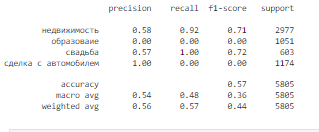 precision recall f1-score support
недвижимость 0.58 0.92 0.71 2977
образование 0.00 0.00 0.00 1051
свадьба 0.57 1.00 0.72 603
сделка с автомобилем 1.00 0.00 0.00 1174
accuracy 0.57 5805
macro avg 0.54 0.48 0.36 5805
weighted avg 0.56 0.57 0.44 5805